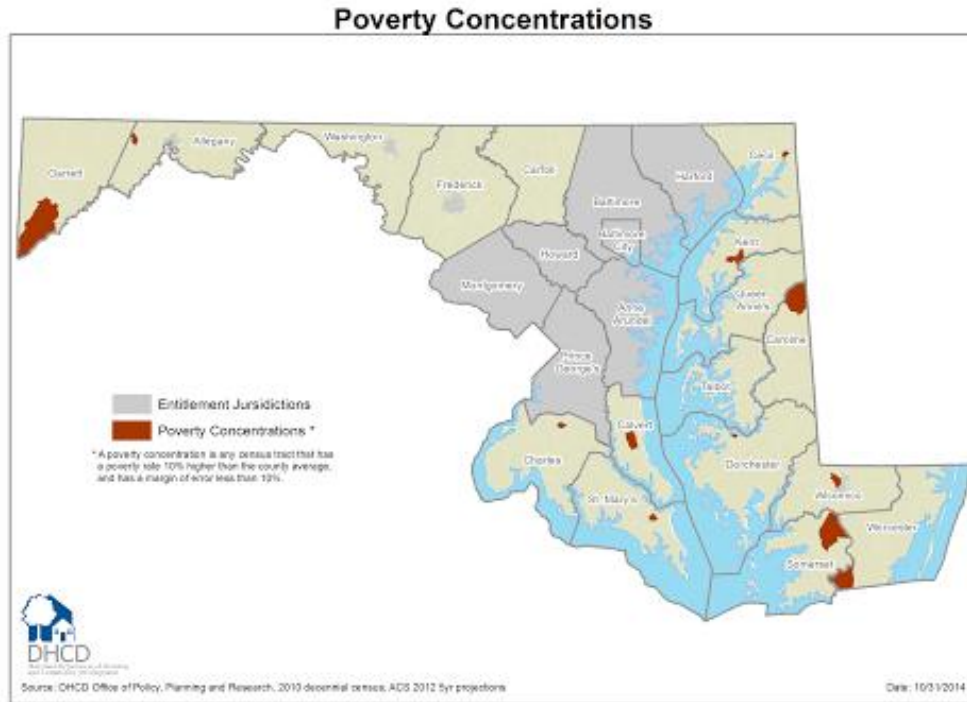 Poverty Concentrations
Washington
Allegany
Garrett
Frederick
Carroll
Baltimore
Harford
Cecil
Baltimore
City
Howard
Montgomery
Kent
Queen
Anne's
Anne
Arundel
Caroline
Prince
George's
Talbot
Entitlement Jursidictions
Poverty Concentrations *
* A poverty concentration is any census tract that has
a poverty rate 10% higher than the county average,
and has a margin of error less than 10%.
Calvert
Charles
Dorchester
St. Mary's
Wicomico
Worcester
Somerset
DHCD
Source: DHCD Office of Policy, Planning and Research, 2010 decennial census, ACS 2012 5yr projections
Date: 10/31/2014